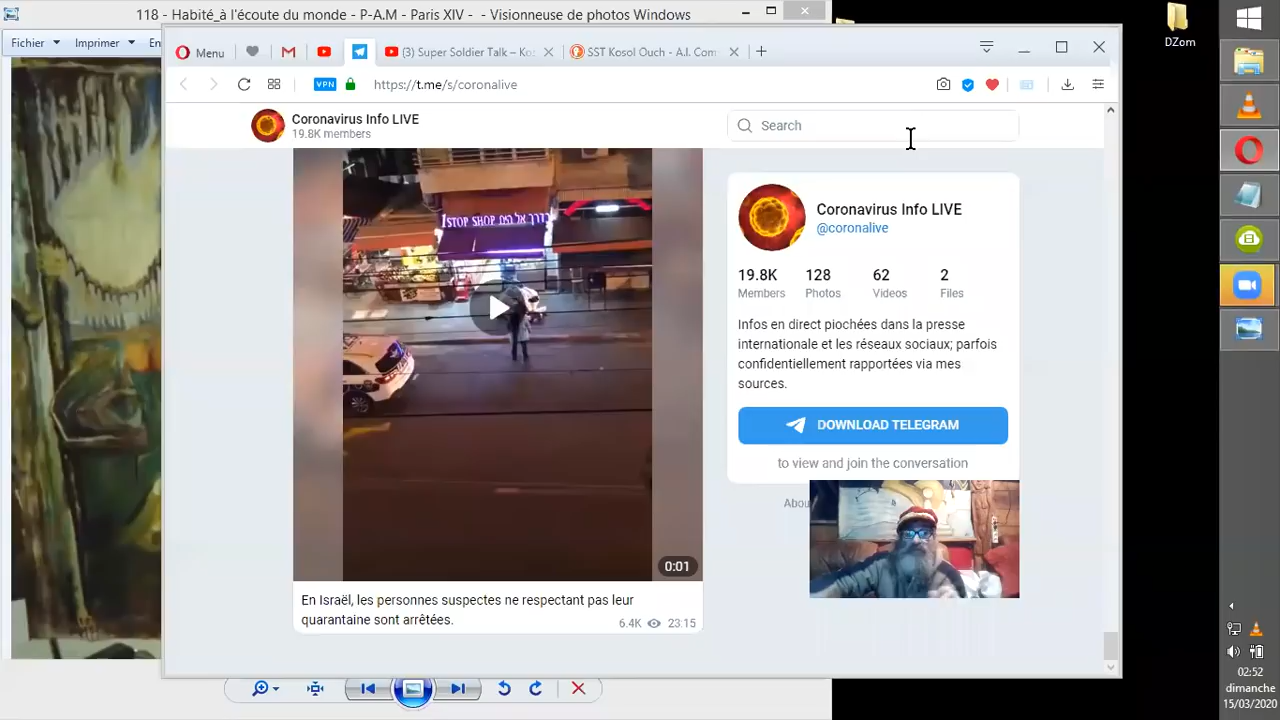 118 - Habité_à l'écoute du monde - P-A-M - Paris XIV - - Visionneuse de photos Windows
Fichier
Imprimer
En
DZom
Menu
(3) Super Soldier Talk – Ko
SST Kosol Ouch - A.I. Com
VPN
https://t.me/s/coronalive
Coronavirus Info LIVE
19.8K members
Search
1STOP SHOP
Coronavirus Info LIVE
@coronalive
19.8K 128 62 2
Members Photos Videos Files
Infos en direct piochées dans la presse
internationale et les réseaux sociaux; parfois
confidentiellement rapportées via mes
sources.
DOWNLOAD TELEGRAM
to view and join the conversation
Abou
0:01
En Israël, les personnes suspectes ne respectant pas leur
quarantaine sont arrêtées.
6.4K 23:15
02:52
dimanche
15/03/2020